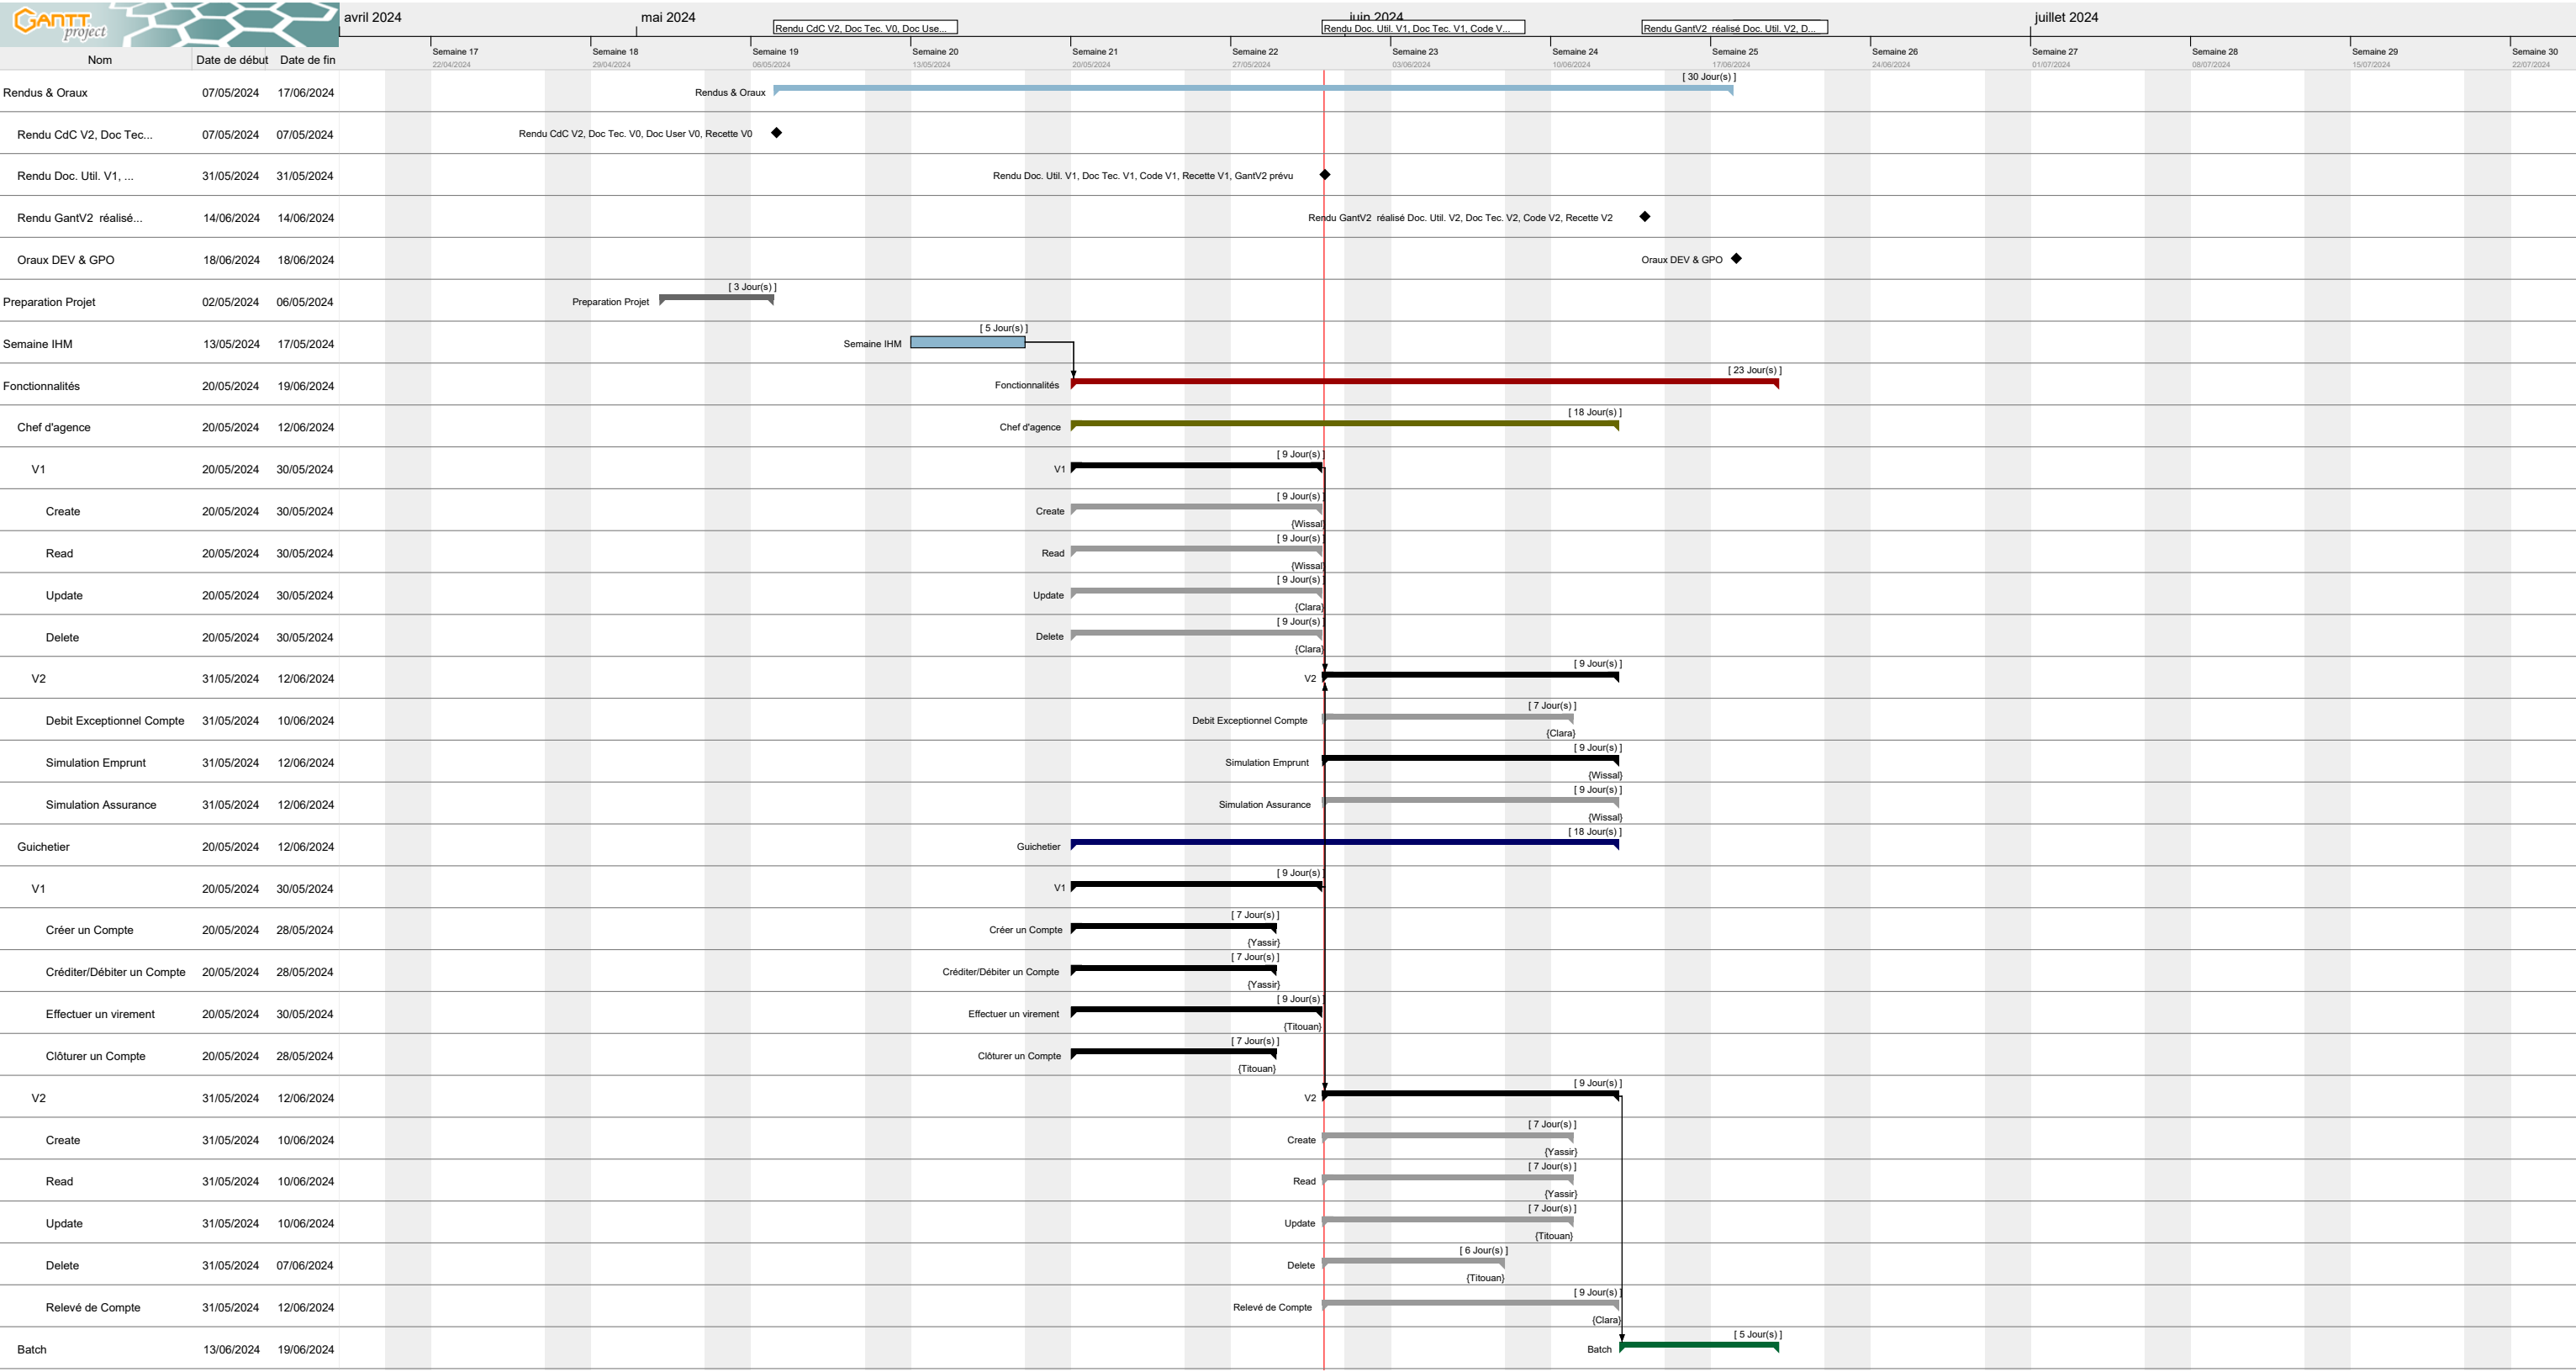 GANTT
project
avril 2024
mai 2024
juin 2024
juillet 2024
Rendu CdC V2, Doc Tec. V0, Doc Use...
Rendu Doc. Util. V1, Doc Tec. V1, Code V...
Rendu GantV2  réalisé Doc. Util. V2, D...
Nom Date de début Date de fin
Semaine 17 Semaine 18 Semaine 19 Semaine 20 Semaine 21 Semaine 22 Semaine 23 Semaine 24 Semaine 25 Semaine 26 Semaine 27 Semaine 28 Semaine 29 Semaine 30
22/04/2024 29/04/2024 06/05/2024 13/05/2024 20/05/2024 27/05/2024 03/06/2024 10/06/2024 17/06/2024 24/06/2024 01/07/2024 08/07/2024 15/07/2024 22/07/2024
[ 30 Jour(s) ]
Rendus & Oraux 07/05/2024 17/06/2024 Rendus & Oraux
Rendu CdC V2, Doc Tec... 07/05/2024 07/05/2024 Rendu CdC V2, Doc Tec. V0, Doc User V0, Recette V0
Rendu Doc. Util. V1, ... 31/05/2024 31/05/2024 Rendu Doc. Util. V1, Doc Tec. V1, Code V1, Recette V1, GantV2 prévu
Rendu GantV2  réalisé... 14/06/2024 14/06/2024 Rendu GantV2  réalisé Doc. Util. V2, Doc Tec. V2, Code V2, Recette V2
Oraux DEV & GPO 18/06/2024 18/06/2024 Oraux DEV & GPO
[ 3 Jour(s) ]
Preparation Projet 02/05/2024 06/05/2024 Preparation Projet
[ 5 Jour(s) ]
Semaine IHM 13/05/2024 17/05/2024 Semaine IHM
[ 23 Jour(s) ]
Fonctionnalités 20/05/2024 19/06/2024 Fonctionnalités
[ 18 Jour(s) ]
Chef d'agence 20/05/2024 12/06/2024 Chef d'agence
[ 9 Jour(s) ]
V1 20/05/2024 30/05/2024 V1
[ 9 Jour(s) ]
Create 20/05/2024 30/05/2024 Create
{Wissal}
[ 9 Jour(s) ]
Read 20/05/2024 30/05/2024 Read
{Wissal}
[ 9 Jour(s) ]
Update 20/05/2024 30/05/2024 Update
{Clara}
[ 9 Jour(s) ]
Delete 20/05/2024 30/05/2024 Delete
{Clara}
[ 9 Jour(s) ]
V2 31/05/2024 12/06/2024 V2
[ 7 Jour(s) ]
Debit Exceptionnel Compte 31/05/2024 10/06/2024 Debit Exceptionnel Compte
{Clara}
[ 9 Jour(s) ]
Simulation Emprunt 31/05/2024 12/06/2024 Simulation Emprunt
{Wissal}
[ 9 Jour(s) ]
Simulation Assurance 31/05/2024 12/06/2024 Simulation Assurance
{Wissal}
[ 18 Jour(s) ]
Guichetier 20/05/2024 12/06/2024 Guichetier
[ 9 Jour(s) ]
V1 20/05/2024 30/05/2024 V1
[ 7 Jour(s) ]
Créer un Compte 20/05/2024 28/05/2024 Créer un Compte
{Yassir}
[ 7 Jour(s) ]
Créditer/Débiter un Compte 20/05/2024 28/05/2024 Créditer/Débiter un Compte
{Yassir}
[ 9 Jour(s) ]
Effectuer un virement 20/05/2024 30/05/2024 Effectuer un virement
{Titouan}
[ 7 Jour(s) ]
Clôturer un Compte 20/05/2024 28/05/2024 Clôturer un Compte
{Titouan}
[ 9 Jour(s) ]
V2 31/05/2024 12/06/2024 V2
[ 7 Jour(s) ]
Create 31/05/2024 10/06/2024 Create
{Yassir}
[ 7 Jour(s) ]
Read 31/05/2024 10/06/2024 Read
{Yassir}
[ 7 Jour(s) ]
Update 31/05/2024 10/06/2024 Update
{Titouan}
[ 6 Jour(s) ]
Delete 31/05/2024 07/06/2024 Delete
{Titouan}
[ 9 Jour(s) ]
Relevé de Compte 31/05/2024 12/06/2024 Relevé de Compte
{Clara}
[ 5 Jour(s) ]
Batch 13/06/2024 19/06/2024 Batch